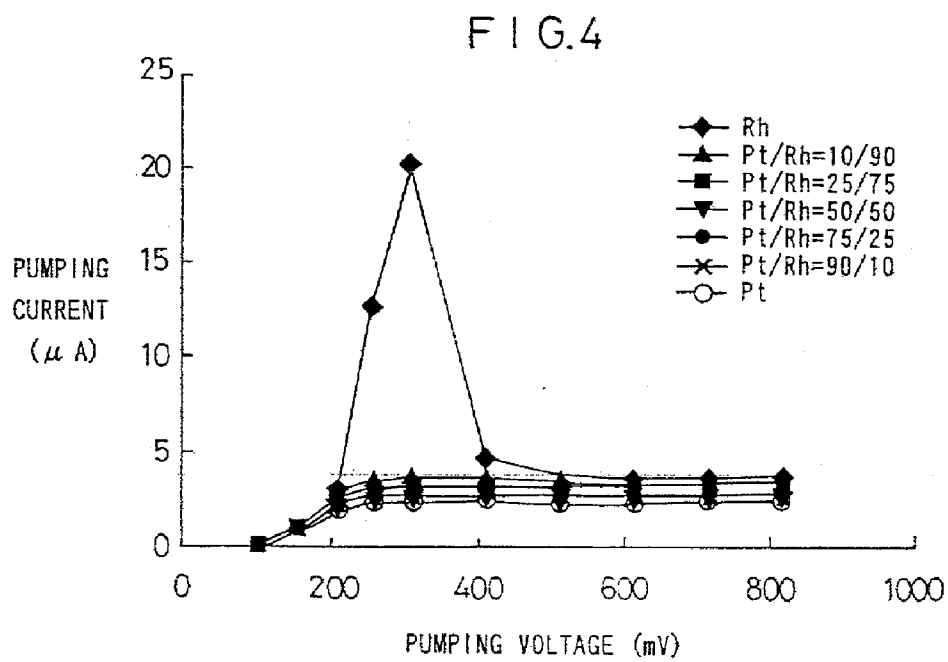 FIG.4
25
20
15
10
5
0
PUMPING
CURRENT
(μA)
Rh
Pt/Rh=10/90
Pt/Rh=25/75
Pt/Rh=50/50
Pt/Rh=75/25
Pt/Rh=90/10
Pt
0 200 400 600 800 1000
PUMPING VOLTAGE (mV)